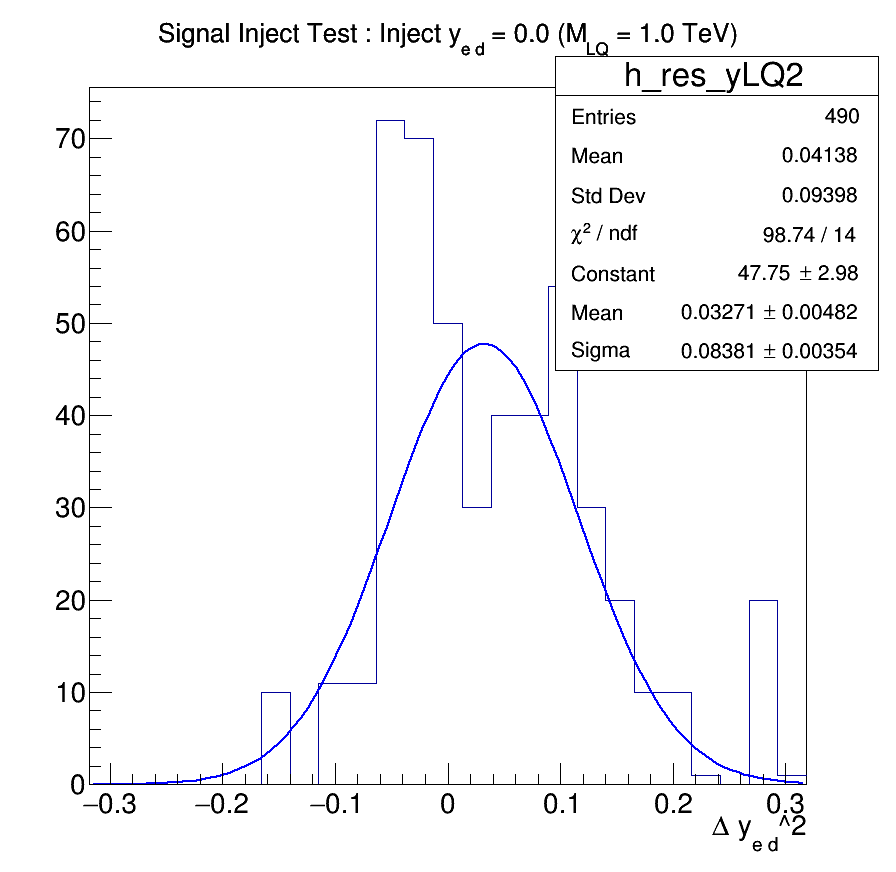 Signal Inject Test : Inject y_{e d} = 0.0 (M_{LQ} = 1.0 TeV)
h_res_yLQ2
Entries 490
Mean 0.04138
Std Dev 0.09398
χ² / ndf 98.74 / 14
Constant 47.75 ± 2.98
Mean 0.03271 ± 0.00482
Sigma 0.08381 ± 0.00354
70
60
50
40
30
20
10
0
−0.3 −0.2 −0.1 0 0.1 0.2 0.3
Δ y_{e d}^2